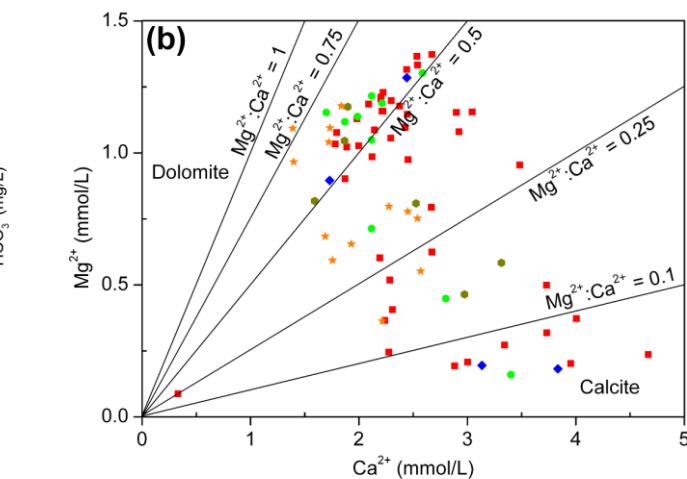 (b)
1.5
1.0
0.5
0.0
0
1
2
3
4
5
Mg²⁺ (mmol/L)
Ca²⁺ (mmol/L)
Mg²⁺:Ca²⁺ = 1
Mg²⁺:Ca²⁺ = 0.75
Mg²⁺:Ca²⁺ = 0.5
Mg²⁺:Ca²⁺ = 0.25
Mg²⁺:Ca²⁺ = 0.1
Dolomite
Calcite
(mg/L)